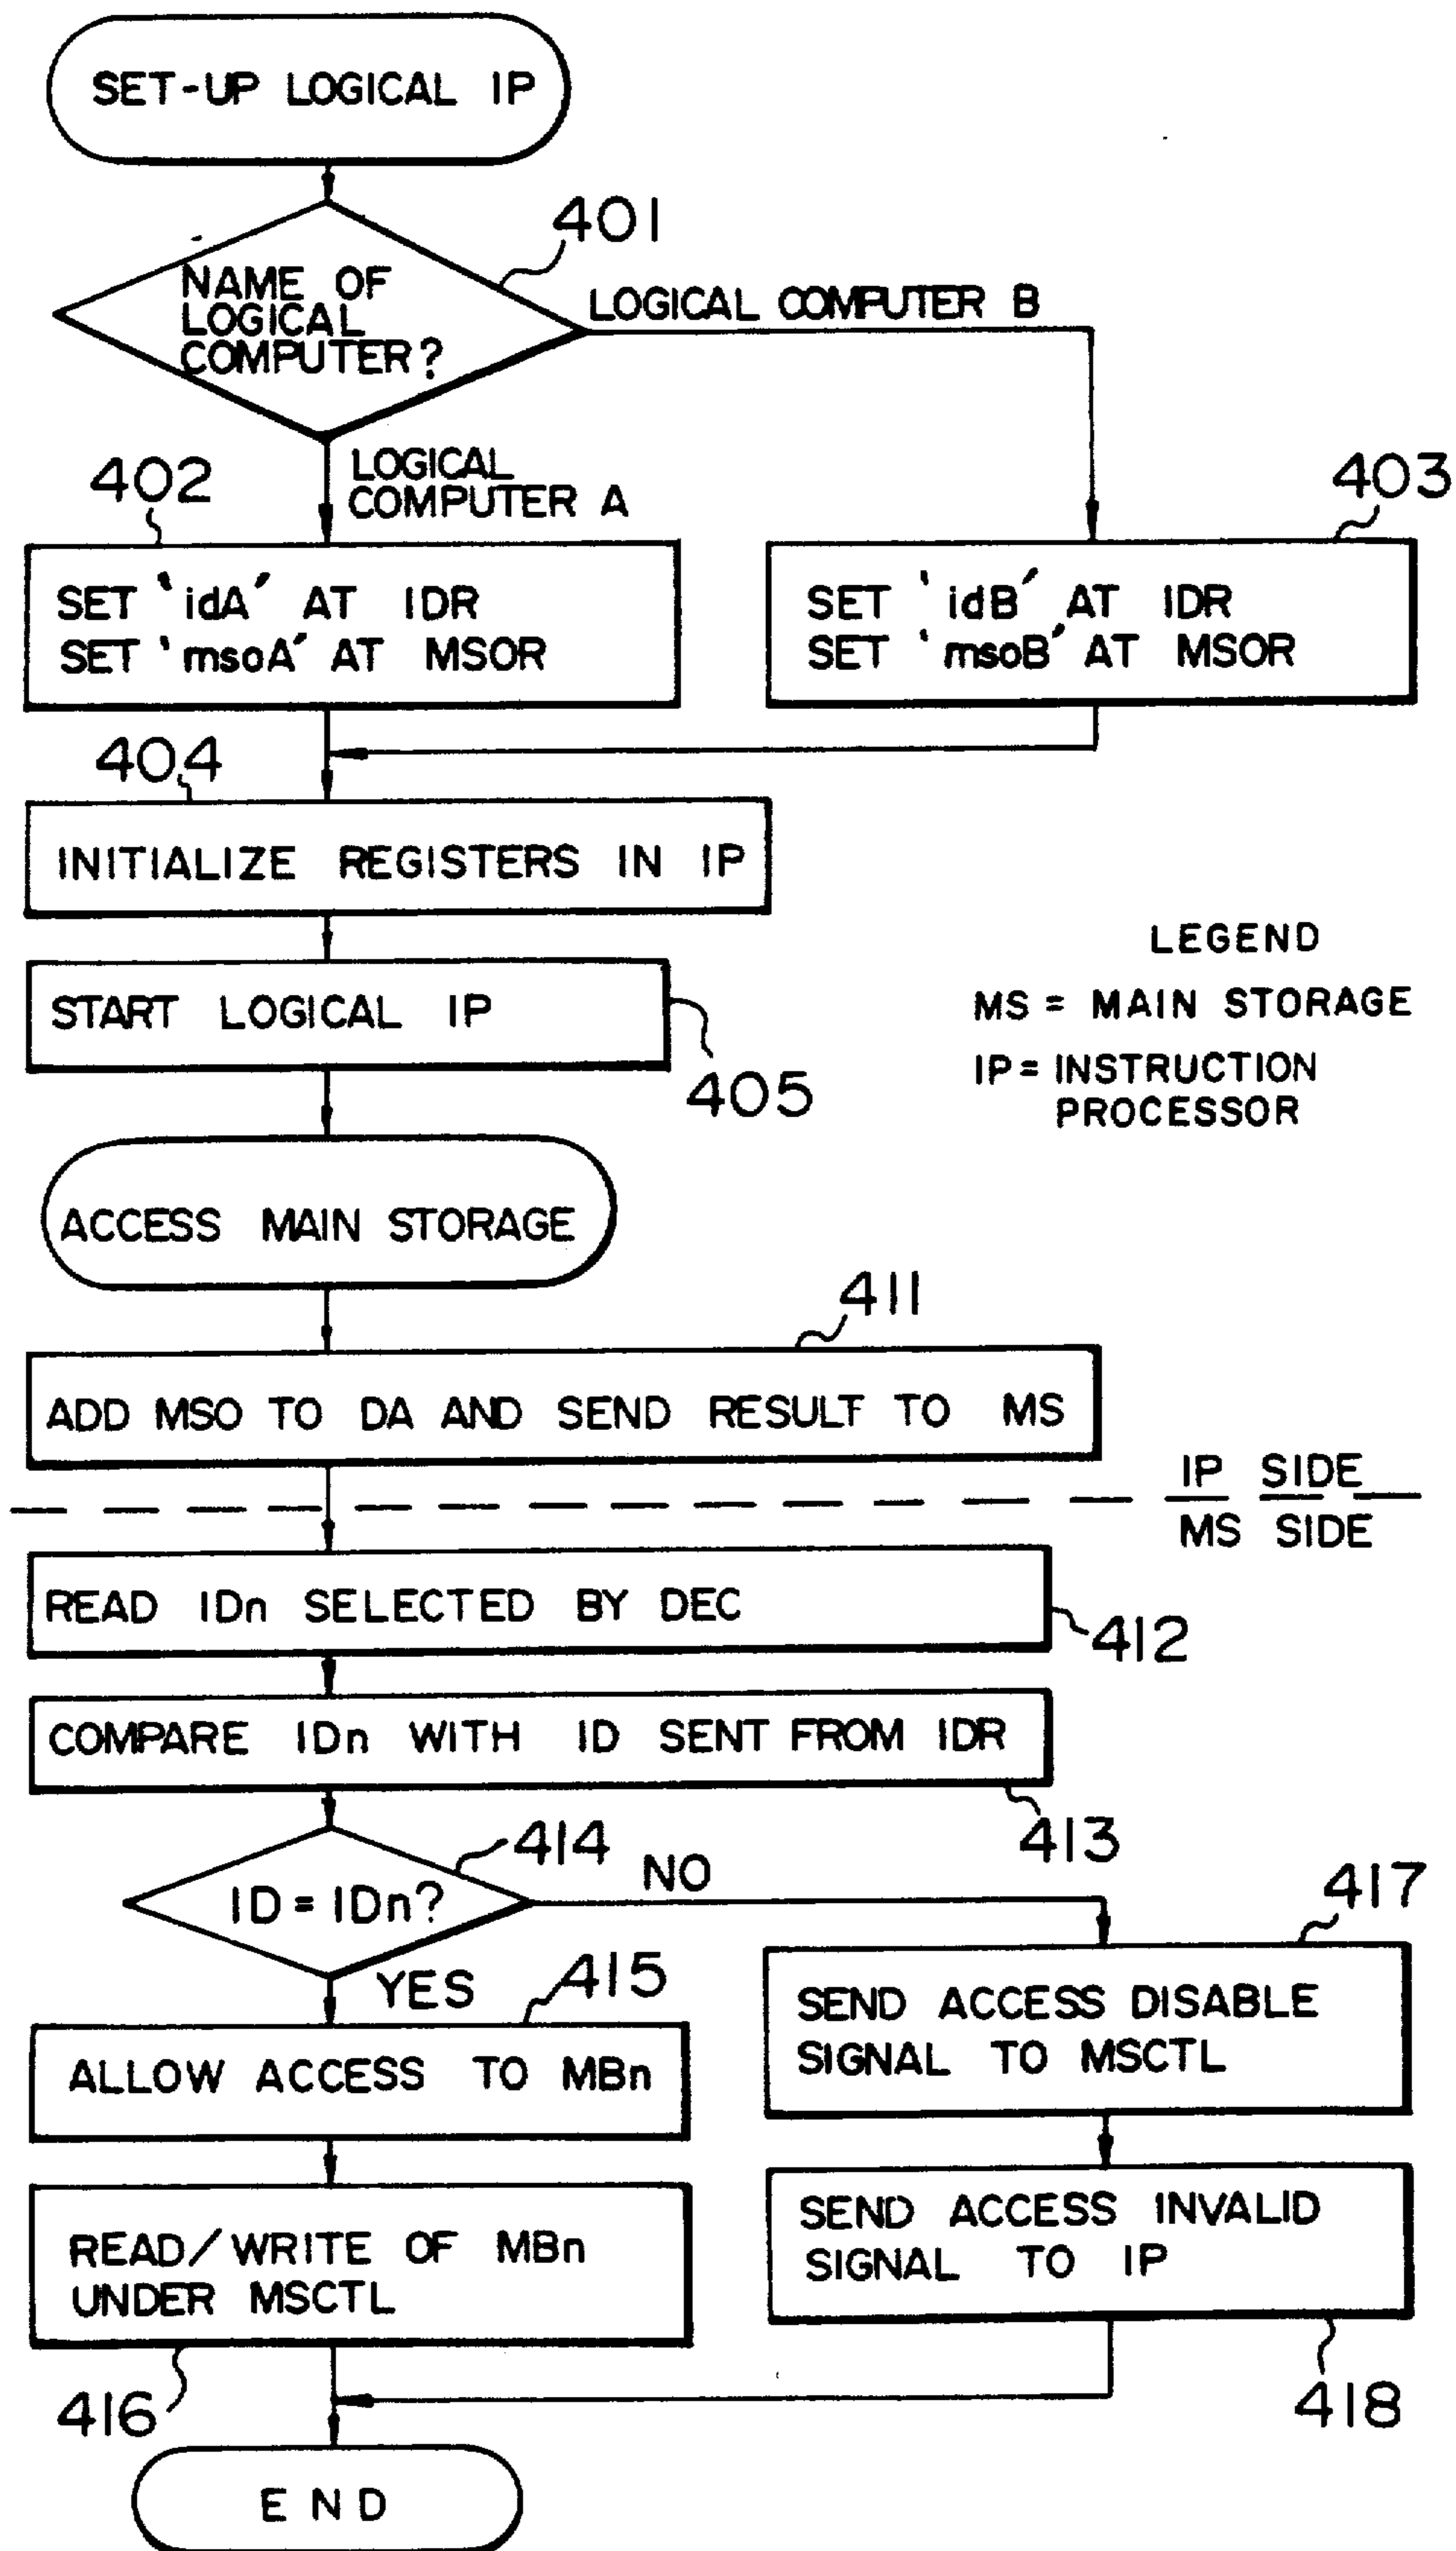 SET-UP LOGICAL IP
401
NAME OF
LOGICAL
COMPUTER?
LOGICAL COMPUTER B
LOGICAL
COMPUTER A
402
SET 'idA' AT IDR
SET 'msoA' AT MSOR
403
SET 'idB' AT IDR
SET 'msoB' AT MSOR
404
INITIALIZE REGISTERS IN IP
START LOGICAL IP
405
LEGEND
MS = MAIN STORAGE
IP = INSTRUCTION
PROCESSOR
ACCESS MAIN STORAGE
411
ADD MSO TO DA AND SEND RESULT TO MS
IP SIDE
MS SIDE
READ IDn SELECTED BY DEC
412
COMPARE IDn WITH ID SENT FROM IDR
413
414
ID = IDn?
NO
YES
415
ALLOW ACCESS TO MBn
417
SEND ACCESS DISABLE
SIGNAL TO MSCTL
READ/WRITE OF MBn
UNDER MSCTL
416
SEND ACCESS INVALID
SIGNAL TO IP
418
END